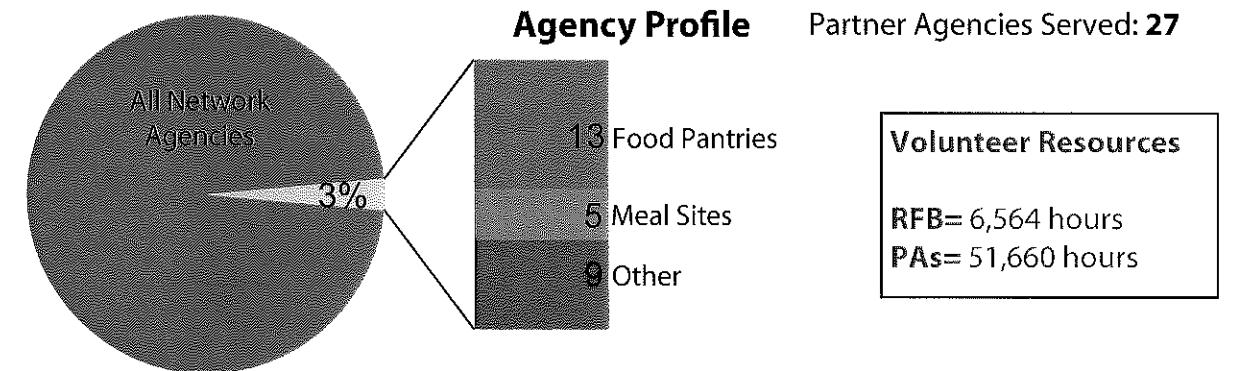 Agency Profile
Partner Agencies Served: 27
All Network
Agencies
3%
13 Food Pantries
5 Meal Sites
9 Other
Volunteer Resources
RFB= 6,564 hours
PAs= 51,660 hours